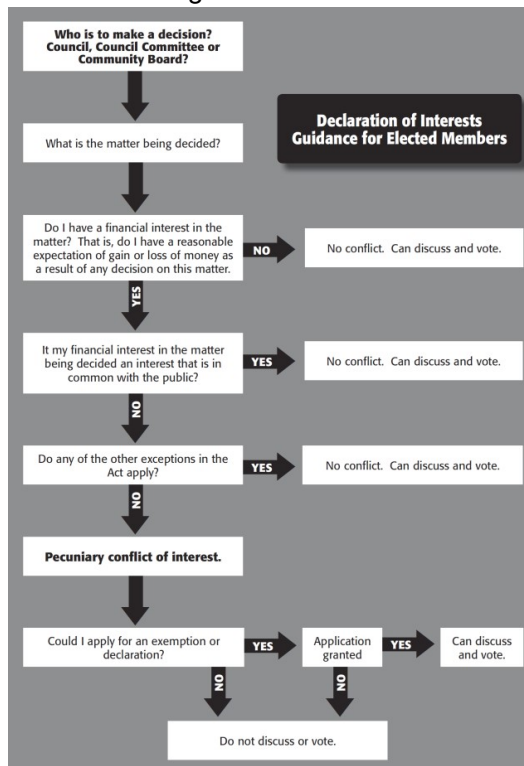 Who is to make a decision?
Council, Council Committee or
Community Board?
Declaration of Interests
Guidance for Elected Members
What is the matter being decided?
Do I have a financial interest in the
matter? That is, do I have a reasonable
expectation of gain or loss of money as
a result of any decision on this matter.
NO
No conflict. Can discuss and vote.
YES
It my financial interest in the matter
being decided an interest that is in
common with the public?
YES
No conflict. Can discuss and vote.
NO
Do any of the other exceptions in the
Act apply?
YES
No conflict. Can discuss and vote.
NO
Pecuniary conflict of interest.
Could I apply for an exemption or
declaration?
YES
Application
granted
YES
Can discuss
and vote.
NO
NO
Do not discuss or vote.